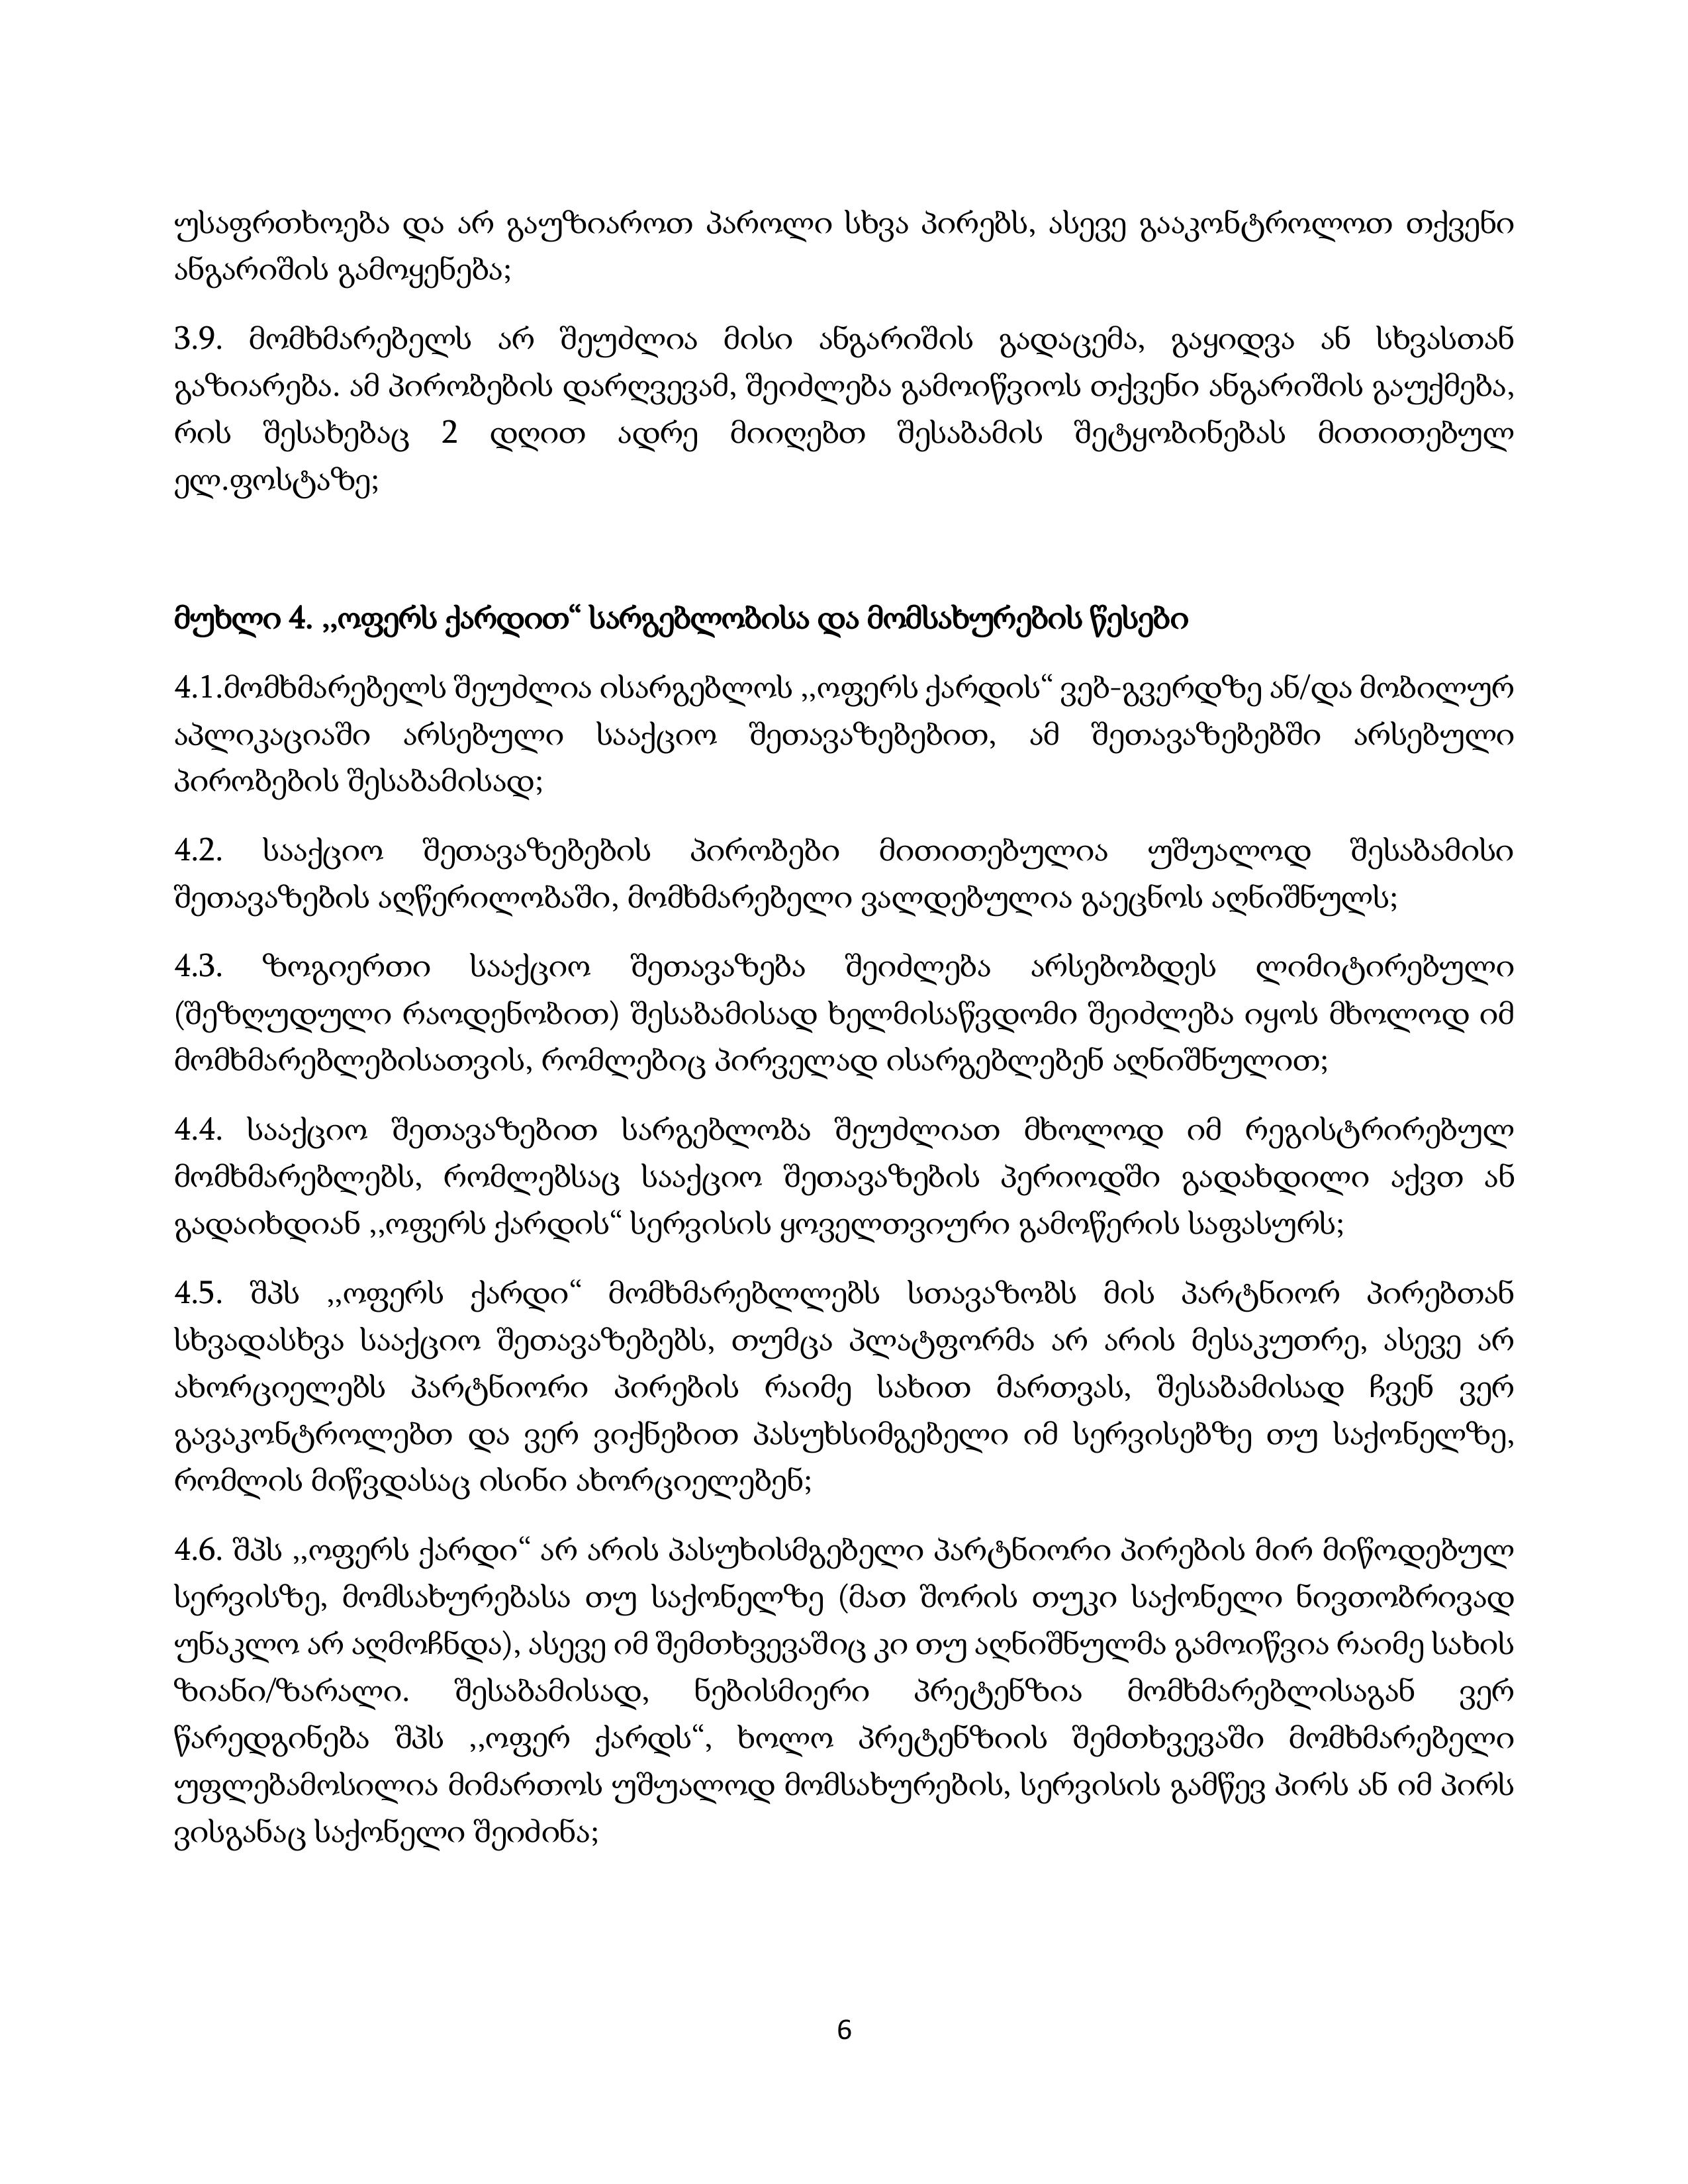 უსაფრთხოება და არ გაუზიაროთ პაროლი სხვა პირებს, ასევე გააკონტროლოთ თქვენი
ანგარიშის გამოყენება;
3.9. მომხმარებელს არ შეუძლია მისი ანგარიშის გადაცემა, გაყიდვა ან სხვასთან
გაზიარება. ამ პირობების დარღვევამ, შეიძლება გამოიწვიოს თქვენი ანგარიშის გაუქმება,
რის შესახებაც 2 დღით ადრე მიიღებთ შესაბამის შეტყობინებას მითითებულ
ელ.ფოსტაზე;
მუხლი 4. ,,ოფერს ქარდით“ სარგებლობისა და მომსახურების წესები
4.1.მომხმარებელს შეუძლია ისარგებლოს ,,ოფერს ქარდის“ ვებ-გვერდზე ან/და მობილურ
აპლიკაციაში არსებული სააქციო შეთავაზებებით, ამ შეთავაზებებში არსებული
პირობების შესაბამისად;
4.2. სააქციო შეთავაზებების პირობები მითითებულია უშუალოდ შესაბამისი
შეთავაზების აღწერილობაში, მომხმარებელი ვალდებულია გაეცნოს აღნიშნულს;
4.3. ზოგიერთი სააქციო შეთავაზება შეიძლება არსებობდეს ლიმიტირებული
(შეზღუდული რაოდენობით) შესაბამისად ხელმისაწვდომი შეიძლება იყოს მხოლოდ იმ
მომხმარებლებისათვის, რომლებიც პირველად ისარგებლებენ აღნიშნულით;
4.4. სააქციო შეთავაზებით სარგებლობა შეუძლიათ მხოლოდ იმ რეგისტრირებულ
მომხმარებლებს, რომლებსაც სააქციო შეთავაზების პერიოდში გადახდილი აქვთ ან
გადაიხდიან ,,ოფერს ქარდის“ სერვისის ყოველთვიური გამოწერის საფასურს;
4.5. შპს ,,ოფერს ქარდი“ მომხმარებლლებს სთავაზობს მის პარტნიორ პირებთან
სხვადასხვა სააქციო შეთავაზებებს, თუმცა პლატფორმა არ არის მესაკუთრე, ასევე არ
ახორციელებს პარტნიორი პირების რაიმე სახით მართვას, შესაბამისად ჩვენ ვერ
გავაკონტროლებთ და ვერ ვიქნებით პასუხსიმგებელი იმ სერვისებზე თუ საქონელზე,
რომლის მიწვდასაც ისინი ახორციელებენ;
4.6. შპს ,,ოფერს ქარდი“ არ არის პასუხისმგებელი პარტნიორი პირების მირ მიწოდებულ
სერვისზე, მომსახურებასა თუ საქონელზე (მათ შორის თუკი საქონელი ნივთობრივად
უნაკლო არ აღმოჩნდა), ასევე იმ შემთხვევაშიც კი თუ აღნიშნულმა გამოიწვია რაიმე სახის
ზიანი/ზარალი. შესაბამისად, ნებისმიერი პრეტენზია მომხმარებლისაგან ვერ
წარედგინება შპს ,,ოფერ ქარდს“, ხოლო პრეტენზიის შემთხვევაში მომხმარებელი
უფლებამოსილია მიმართოს უშუალოდ მომსახურების, სერვისის გამწევ პირს ან იმ პირს
ვისგანაც საქონელი შეიძინა;
6